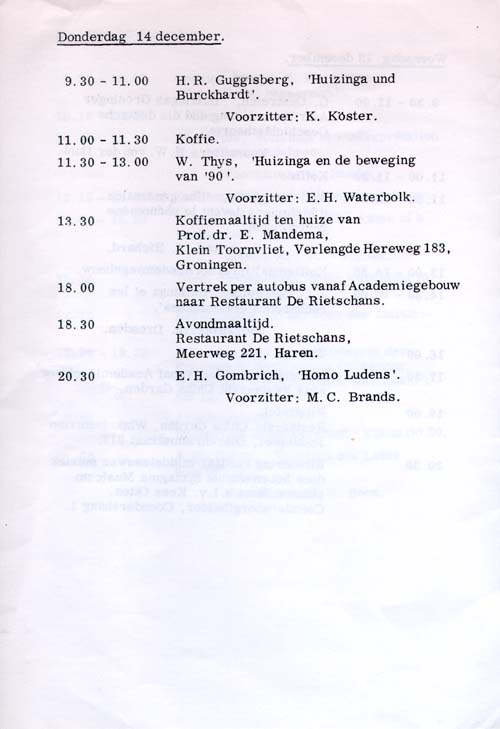 Donderdag 14 december.
9.30 - 11.00 H.R. Guggisberg, 'Huizinga und
Burckhardt'.
Voorzitter: K. Köster.
11.00 - 11.30 Koffie.
11.30 - 13.00 W. Thys, 'Huizinga en de beweging
van '90'.
Voorzitter: E.H. Waterbolk.
13.30 Koffiemaaltijd ten huize van
Prof. dr. E. Mandema,
Klein Toornvliet, Verlengde Hereweg 183,
Groningen.
18.00 Vertrek per autobus vanaf Academiegebouw
naar Restaurant De Rietschans.
18.30 Avondmaaltijd.
Restaurant De Rietschans,
Meerweg 221, Haren.
20.30 E.H. Gombrich, 'Homo Ludens'.
Voorzitter: M.C. Brands.